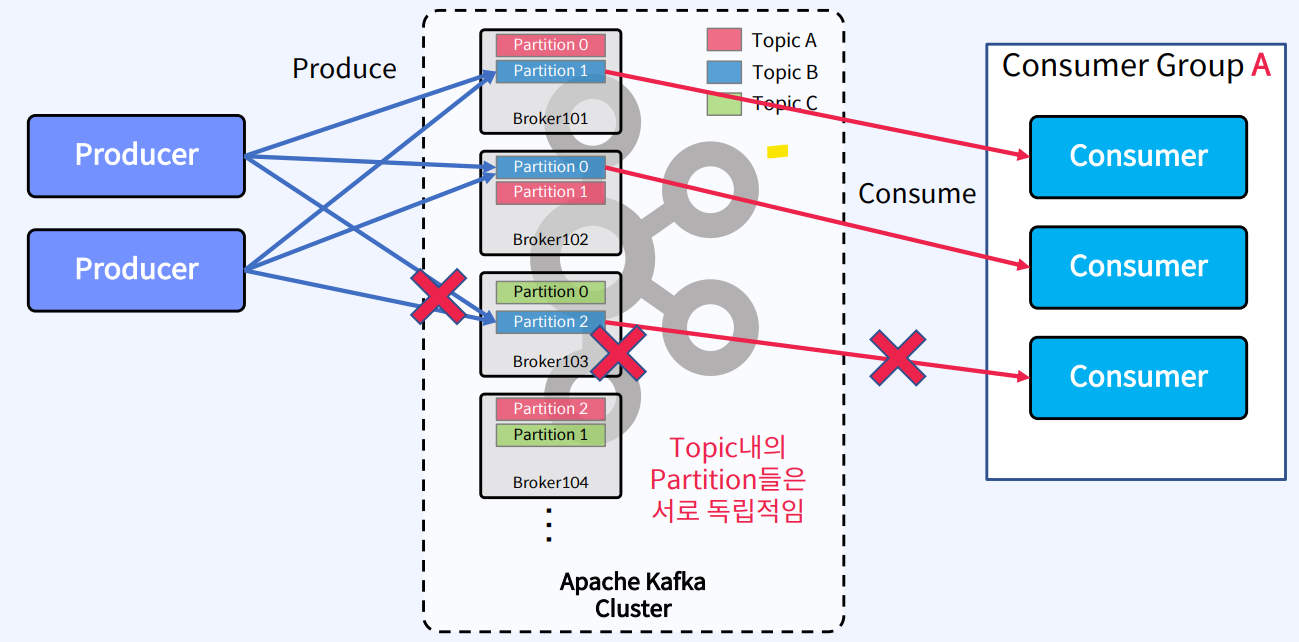 Produce
Producer
Producer
Partition 0
Partition 1
Broker101
Partition 0
Partition 1
Broker102
Partition 0
Partition 2
Broker103
Partition 2
Partition 1
Broker104
Topic A
Topic B
Topic C
Topic내의
Partition들은
서로 독립적임
Apache Kafka
Cluster
Consume
Consumer Group A
Consumer
Consumer
Consumer